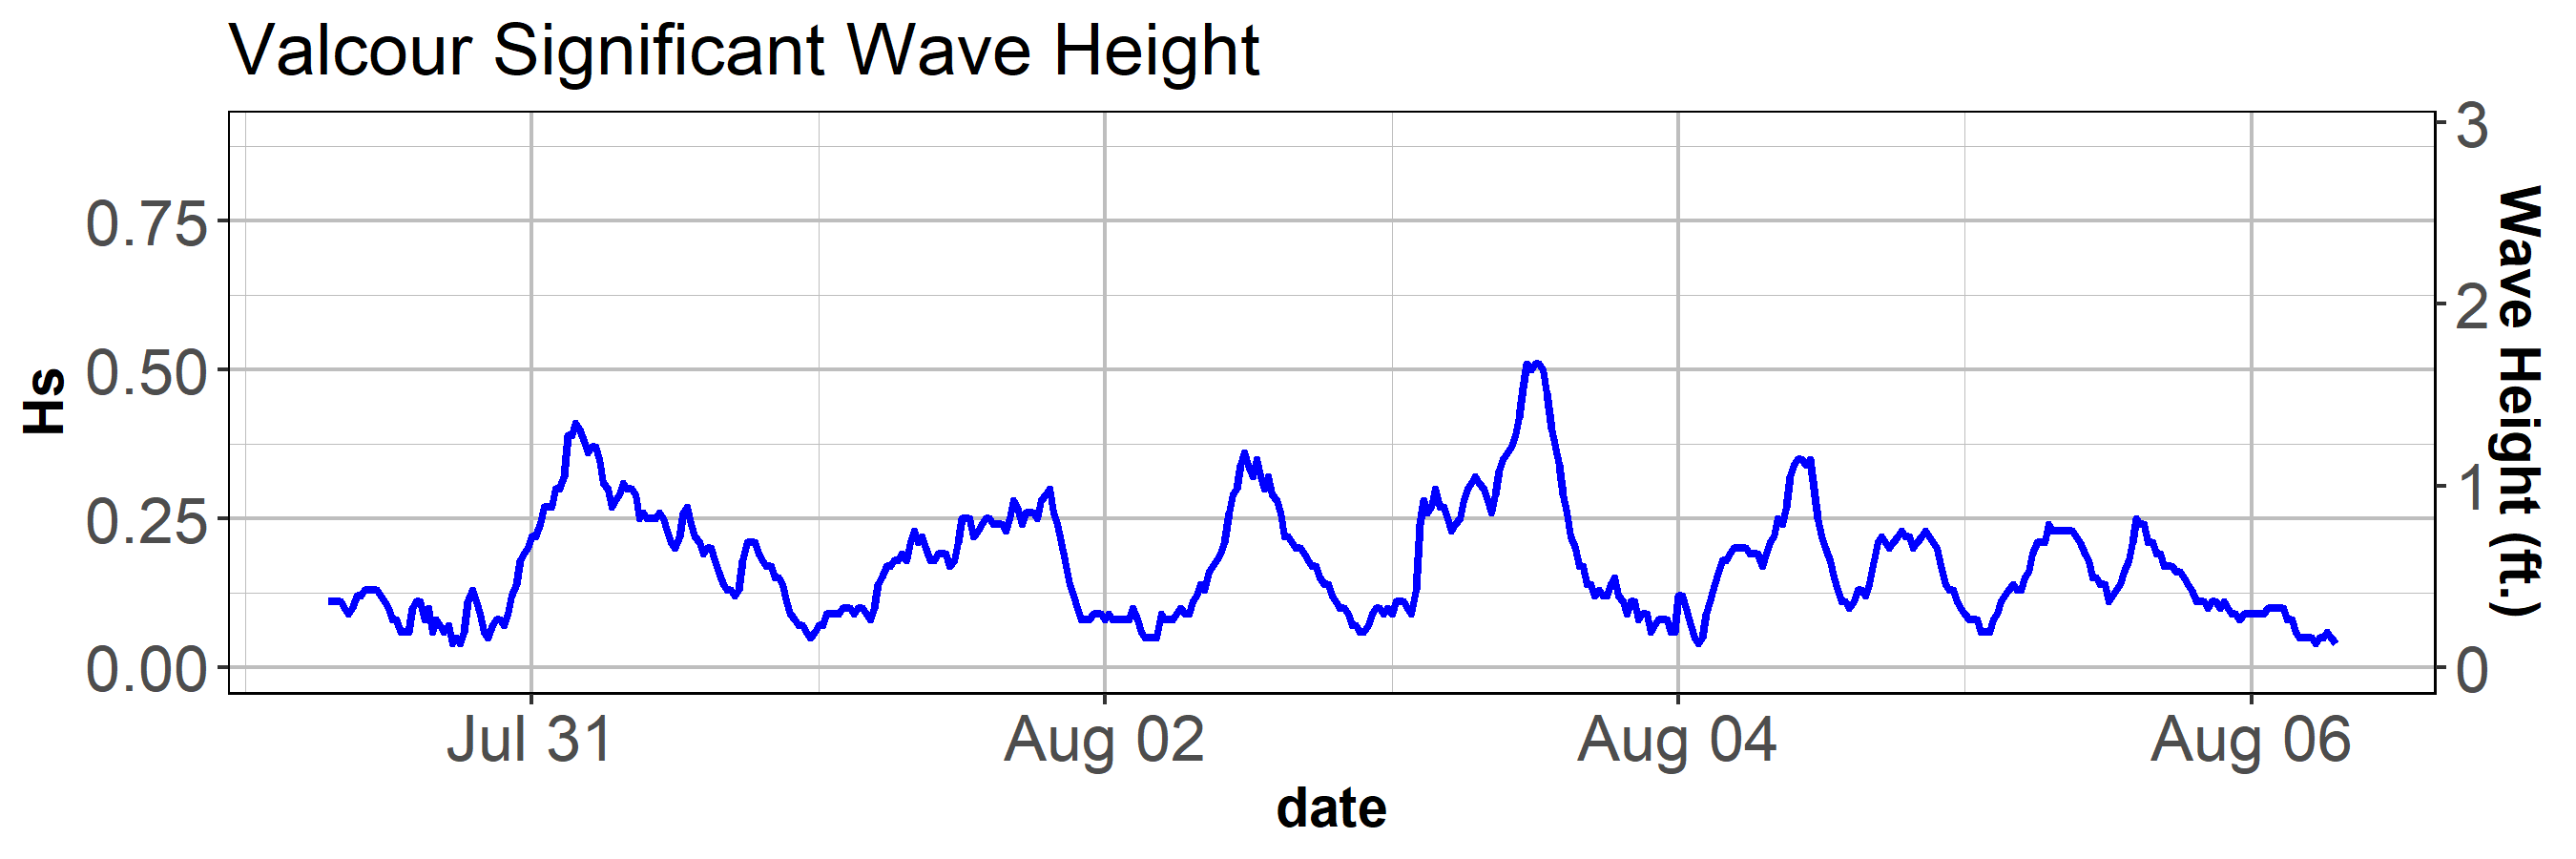 Valcour Significant Wave Height
Hs
0.75
0.50
0.25
0.00
3
2
1
0
Wave Height (ft.)
Jul 31
Aug 02
Aug 04
Aug 06
date